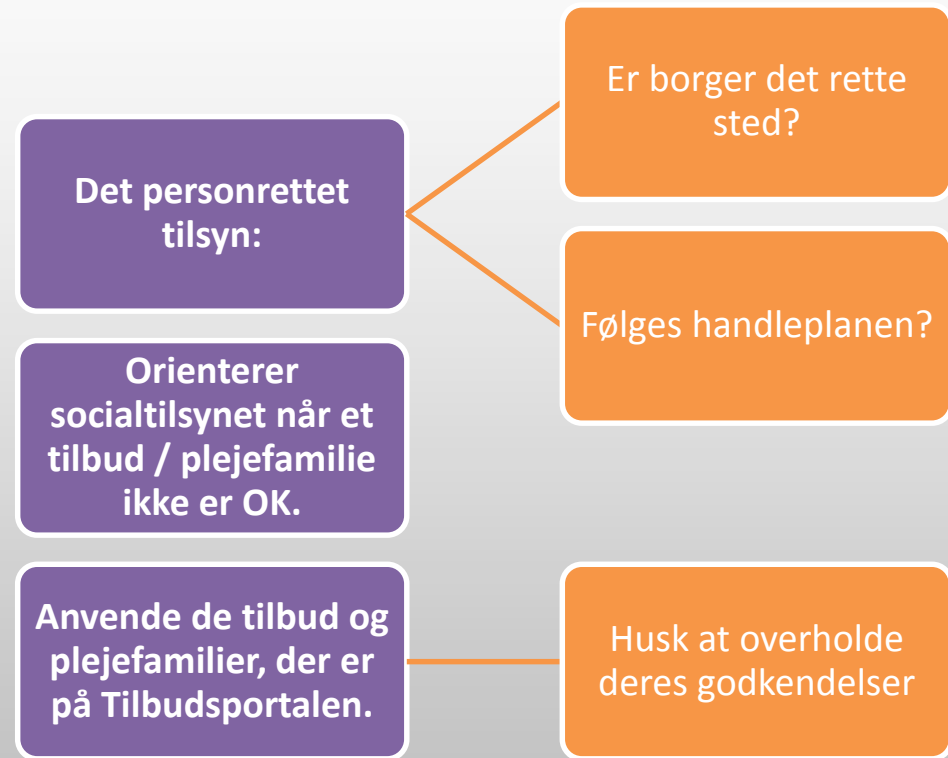 Det personrettet
tilsyn:
Er borger det rette
sted?
Følges handleplanen?
Orienterer
socialtilsynet når et
tilbud / plejefamilie
ikke er OK.
Anvende de tilbud og
plejefamilier, der er
på Tilbudsportalen.
Husk at overholde
deres godkendelser